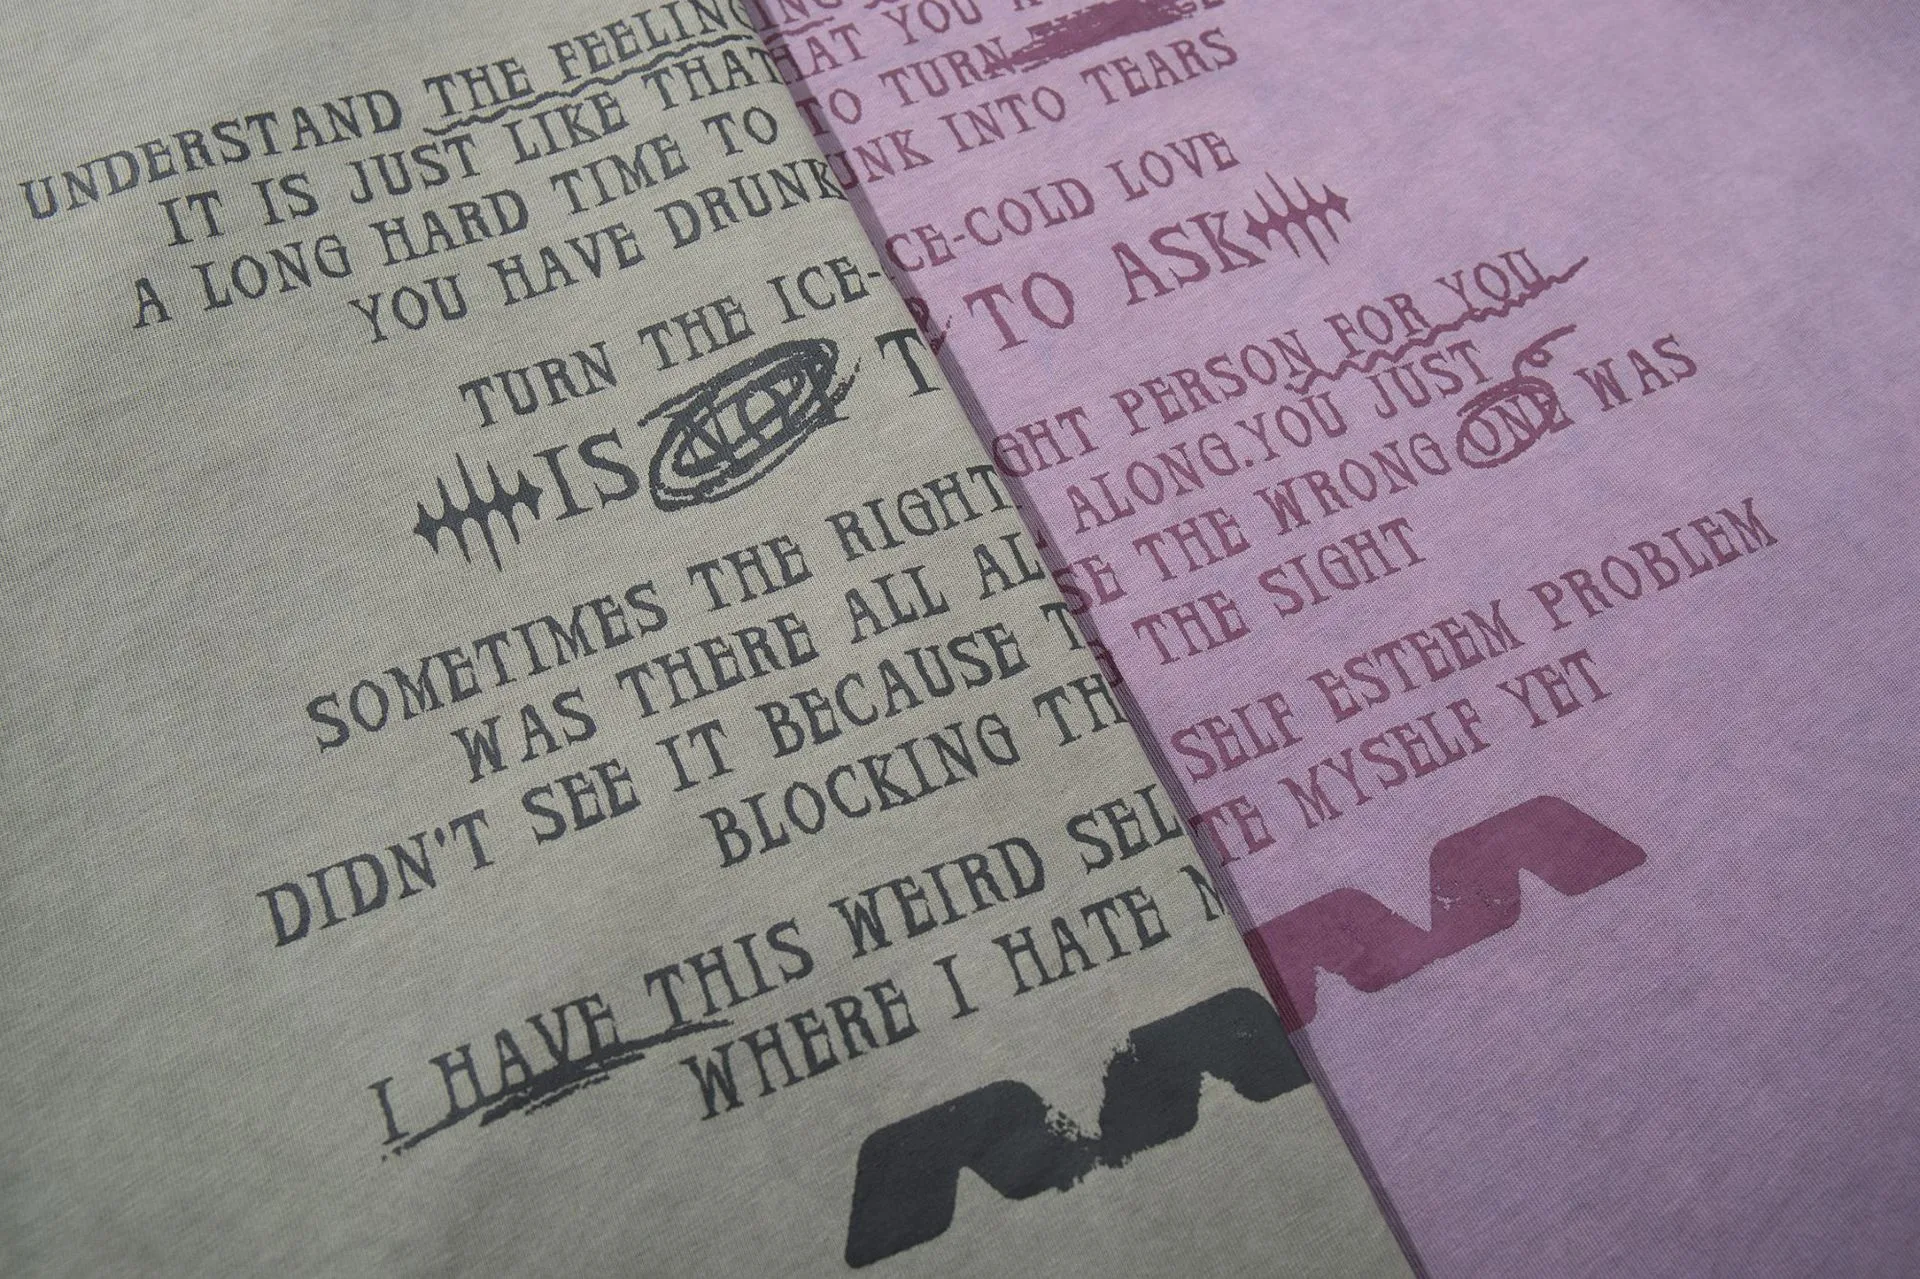 UNDERSTAND THE FEELING
IT IS JUST LIKE THAT
A LONG HARD TIME TO
YOU HAVE DRUNK
TURN THE ICE-
IS T
SOMETIMES THE RIGHT
WAS THERE ALL AL
DIDN'T SEE IT BECAUSE T
BLOCKING TH
I HAVE THIS WEIRD SEL
WHERE I HATE M
HAT YOU
TO TURN
UNK INTO TEARS
CE-COLD LOVE
TO ASK
GHT PERSON FOR YOU
ALONG.YOU JUST
SE THE WRONG ONE WAS
THE SIGHT
SELF ESTEEM PROBLEM
TE MYSELF YET